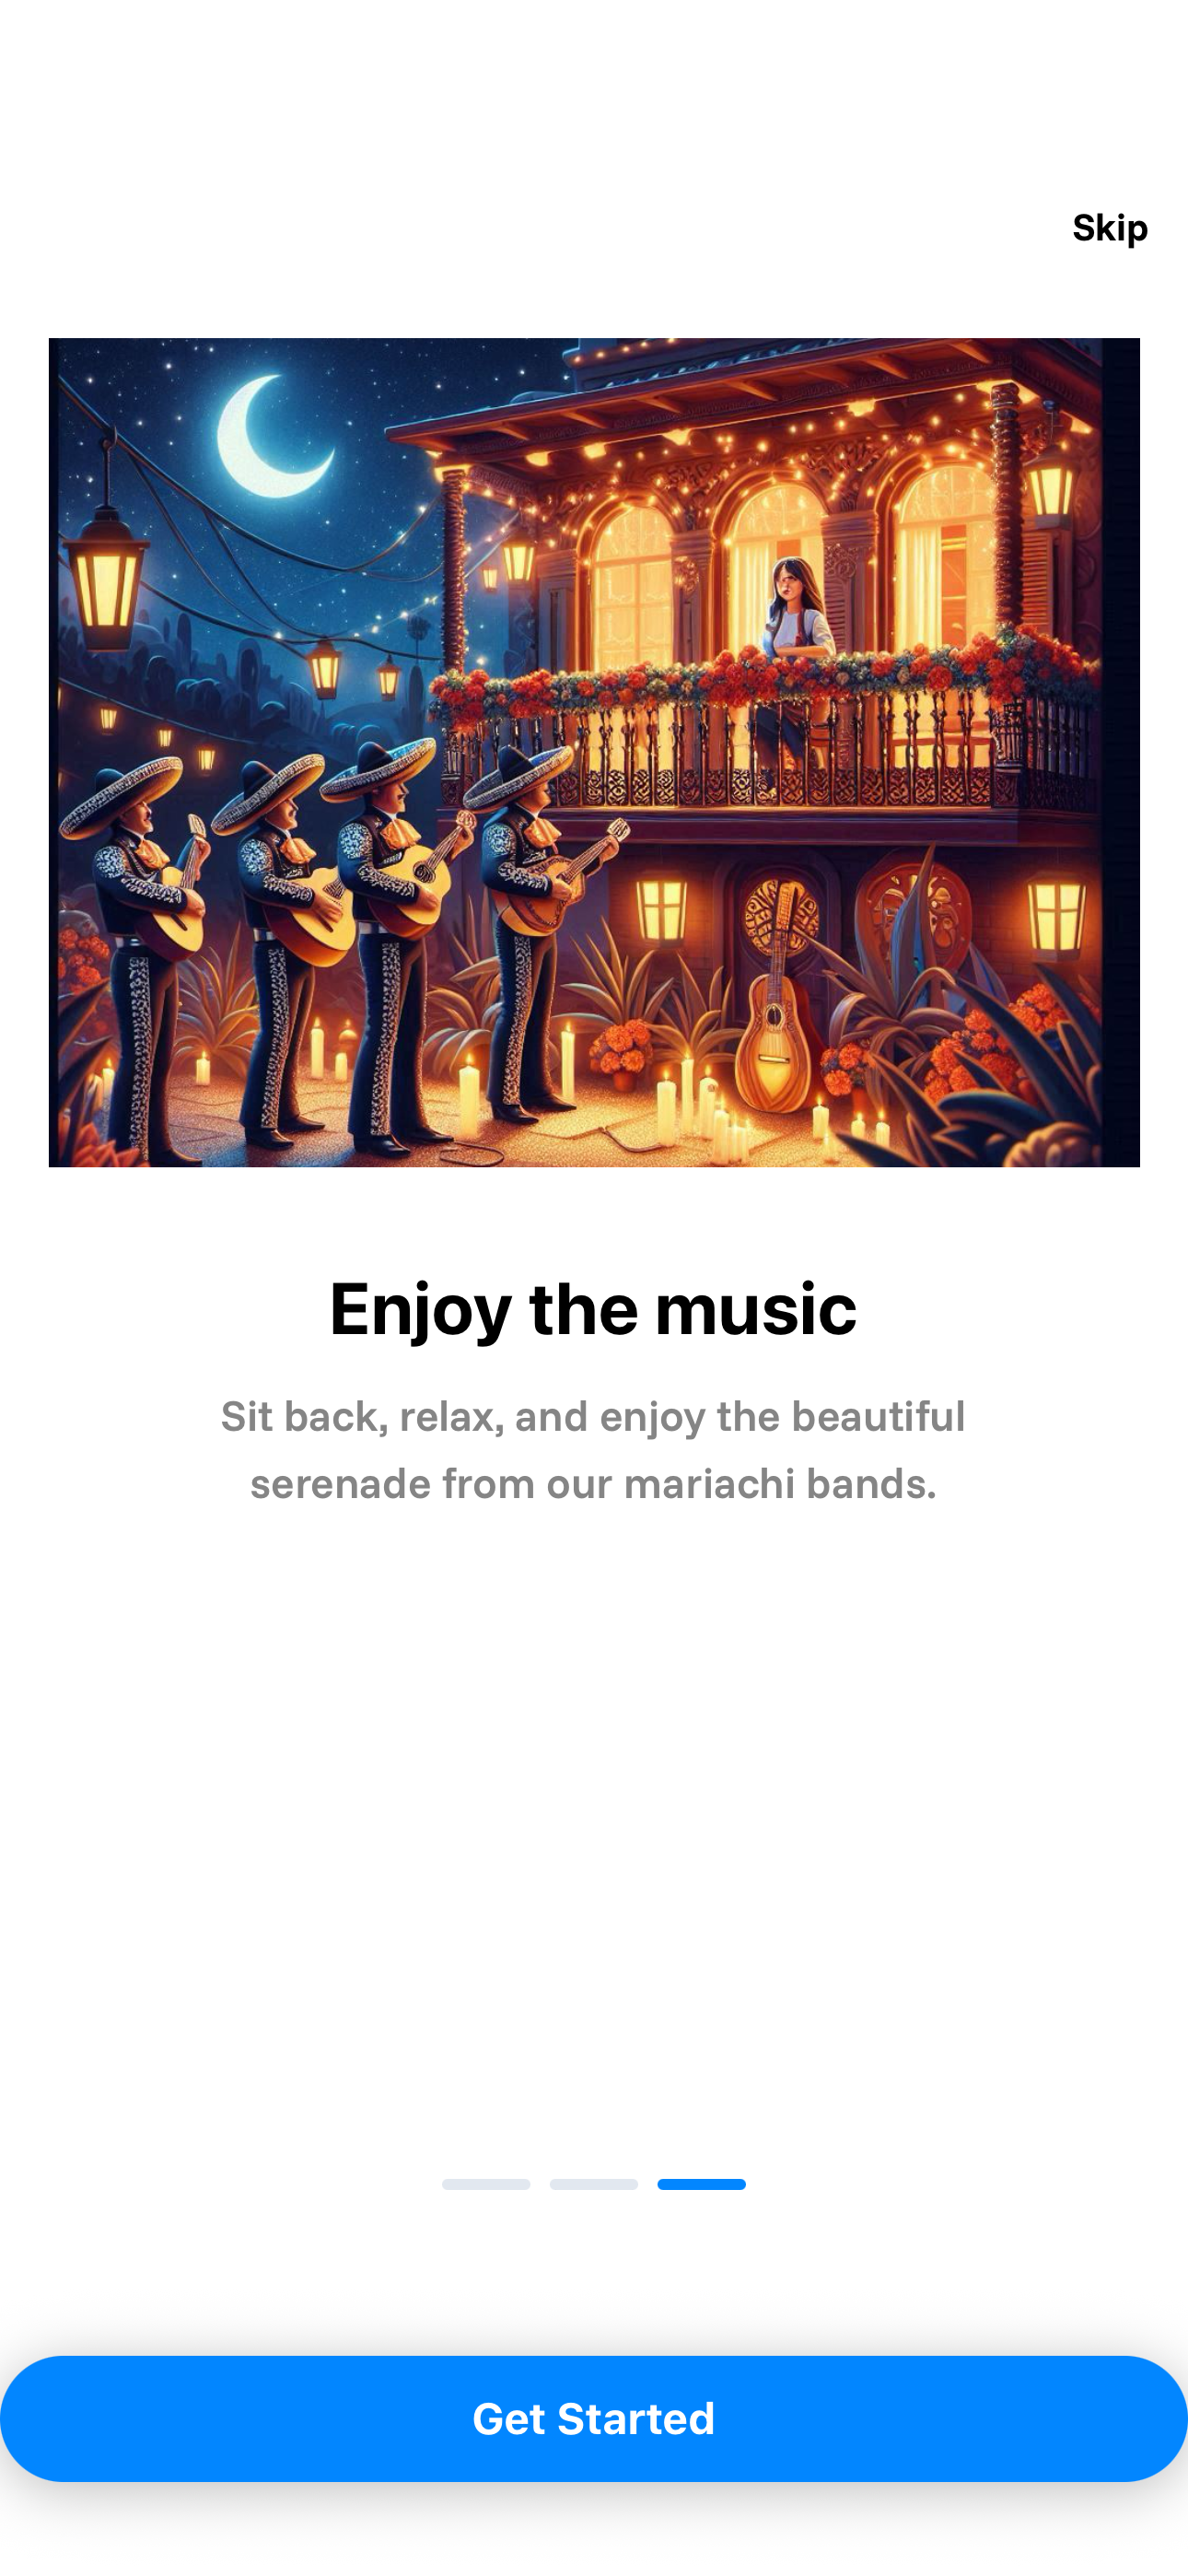 Skip
Enjoy the music
Sit back, relax, and enjoy the beautiful
serenade from our mariachi bands.
Get Started